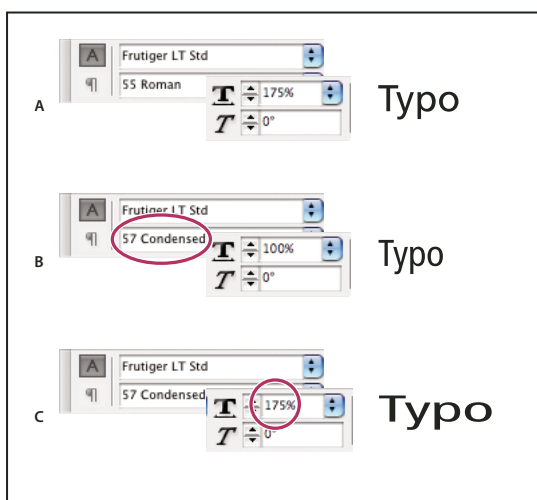 A
Frutiger LT Std
¶
55 Roman
T
175%
T
0°
A
Typo
A
Frutiger LT Std
¶
57 Condensed
T
100%
T
0°
B
Typo
A
Frutiger LT Std
¶
57 Condensed
T
175%
T
0°
C
Typo